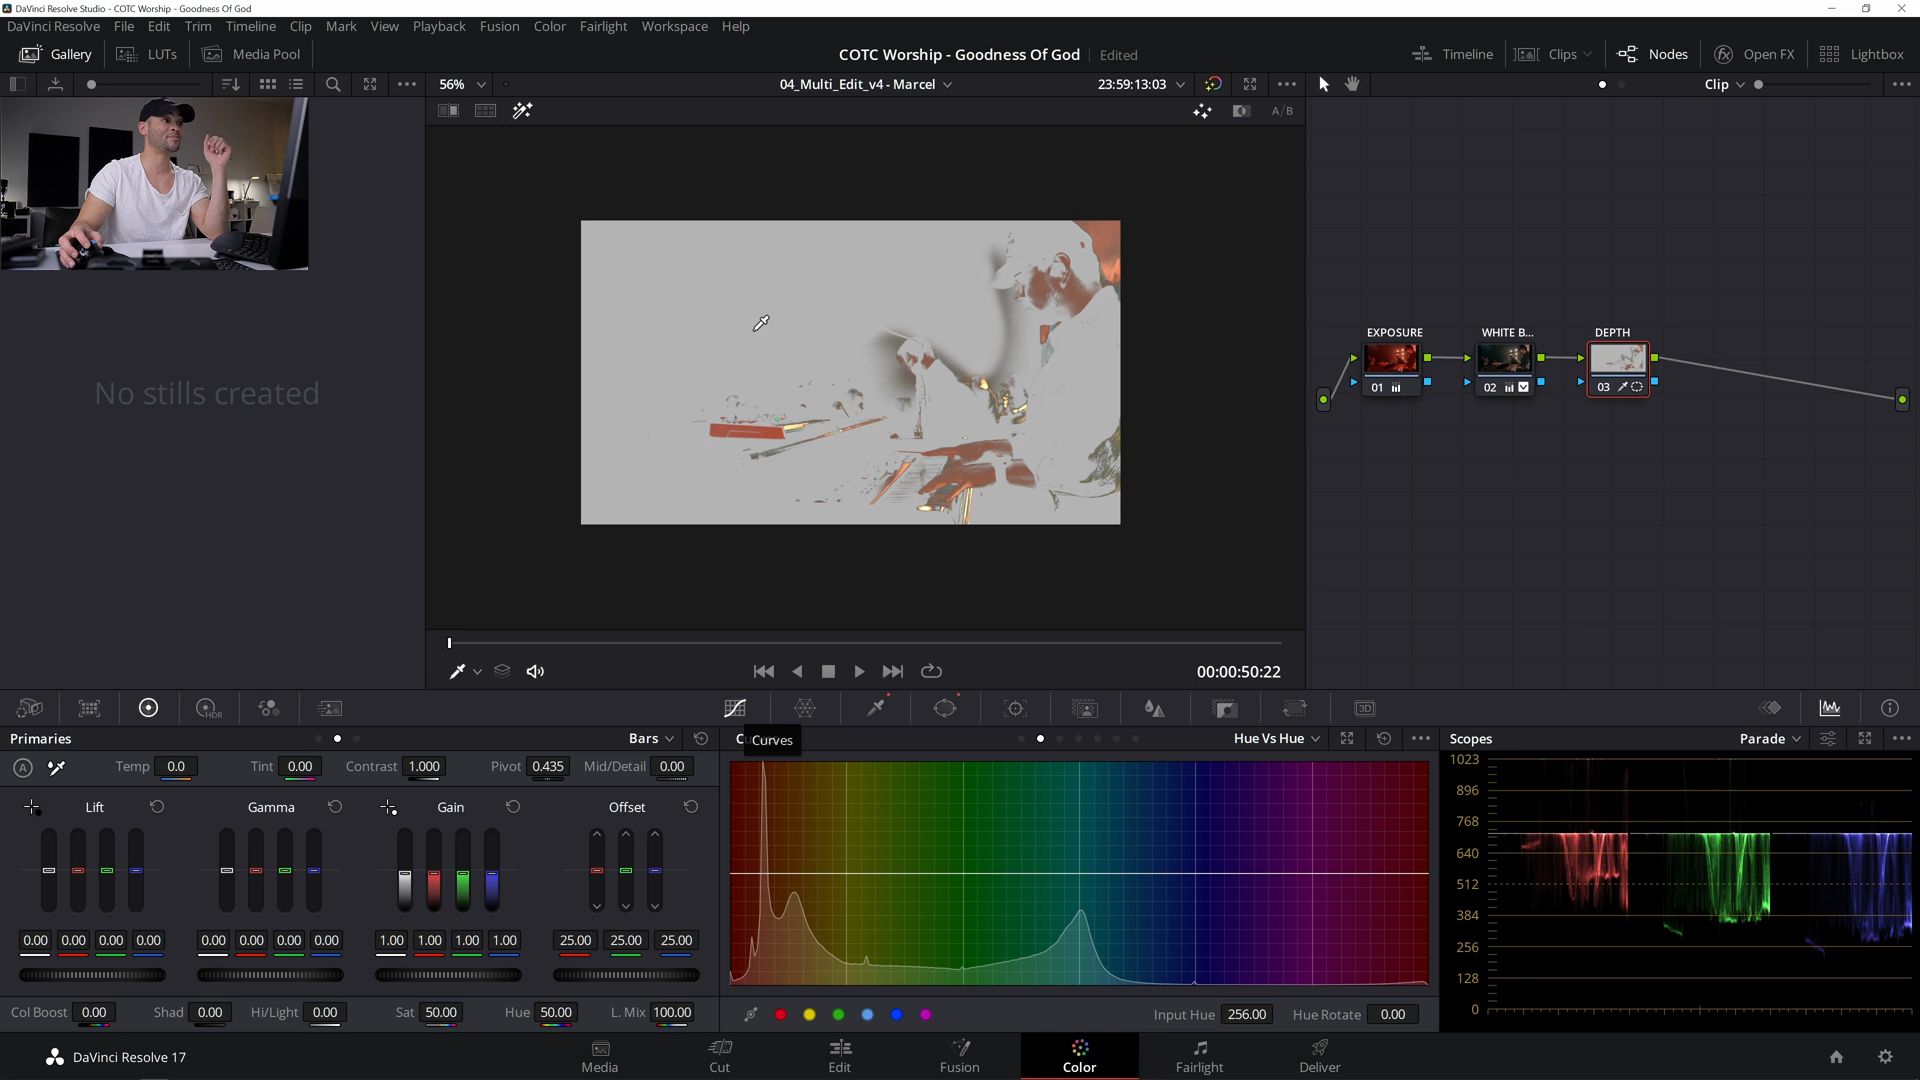 DaVinci Resolve Studio - COTC Worship - Goodness Of God
DaVinci Resolve File Edit Trim Timeline Clip Mark View Playback Fusion Color Fairlight Workspace Help
Gallery LUTs Media Pool COTC Worship - Goodness Of God Edited Timeline Clips Nodes Open FX Lightbox
56% 04_Multi_Edit_v4 - Marcel 23:59:13:03 Clip
A/B
EXPOSURE WHITE B... DEPTH
01 02 03
No stills created
00:00:50:22
HDR 3D
Primaries Bars Curves Hue Vs Hue Scopes Parade
A Temp 0.0 Tint 0.00 Contrast 1.000 Pivot 0.435 Mid/Detail 0.00
Lift Gamma Gain Offset
0.00 0.00 0.00 0.00 0.00 0.00 0.00 0.00 1.00 1.00 1.00 1.00 25.00 25.00 25.00
Col Boost 0.00 Shad 0.00 Hi/Light 0.00 Sat 50.00 Hue 50.00 L. Mix 100.00
Input Hue 256.00 Hue Rotate 0.00
1023
896
768
640
512
384
256
128
0
DaVinci Resolve 17 Media Cut Edit Fusion Color Fairlight Deliver